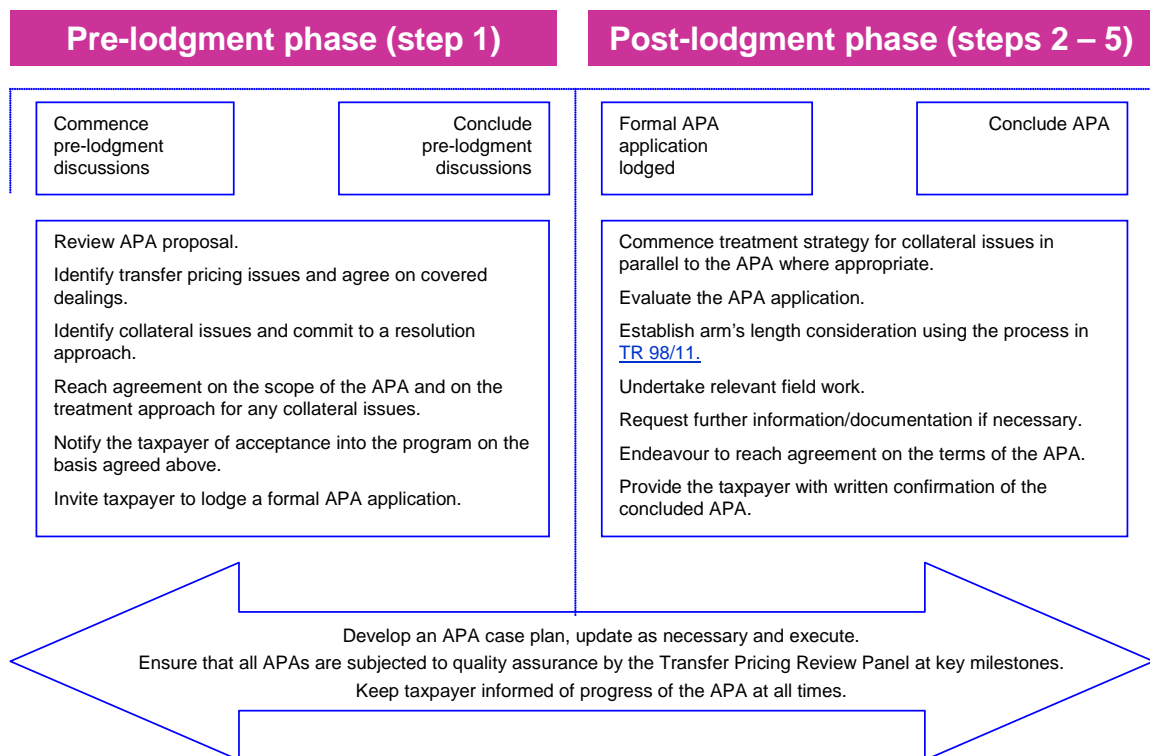 Pre-lodgment phase (step 1)
Post-lodgment phase (steps 2 – 5)
Commence
pre-lodgment
discussions
Conclude
pre-lodgment
discussions
Formal APA
application
lodged
Conclude APA
Review APA proposal.
Identify transfer pricing issues and agree on covered
dealings.
Identify collateral issues and commit to a resolution
approach.
Reach agreement on the scope of the APA and on the
treatment approach for any collateral issues.
Notify the taxpayer of acceptance into the program on the
basis agreed above.
Invite taxpayer to lodge a formal APA application.
Commence treatment strategy for collateral issues in
parallel to the APA where appropriate.
Evaluate the APA application.
Establish arm's length consideration using the process in
TR 98/11.
Undertake relevant field work.
Request further information/documentation if necessary.
Endeavour to reach agreement on the terms of the APA.
Provide the taxpayer with written confirmation of the
concluded APA.
Develop an APA case plan, update as necessary and execute.
Ensure that all APAs are subjected to quality assurance by the Transfer Pricing Review Panel at key milestones.
Keep taxpayer informed of progress of the APA at all times.